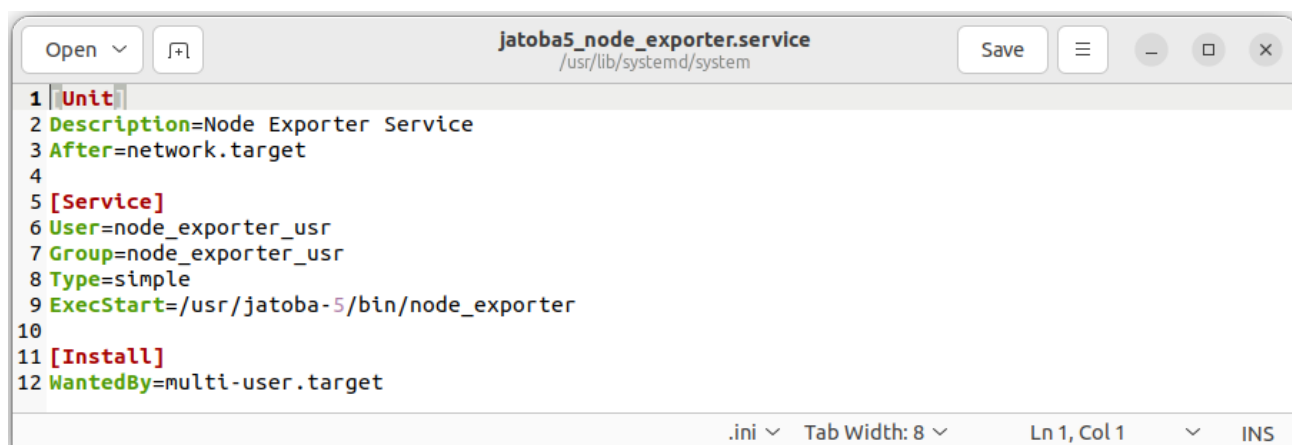 Open
jatoba5_node_exporter.service
/usr/lib/systemd/system
Save
1 [Unit]
2 Description=Node Exporter Service
3 After=network.target
4
5 [Service]
6 User=node_exporter_usr
7 Group=node_exporter_usr
8 Type=simple
9 ExecStart=/usr/jatoba-5/bin/node_exporter
10
11 [Install]
12 WantedBy=multi-user.target
.ini Tab Width: 8 Ln 1, Col 1 INS